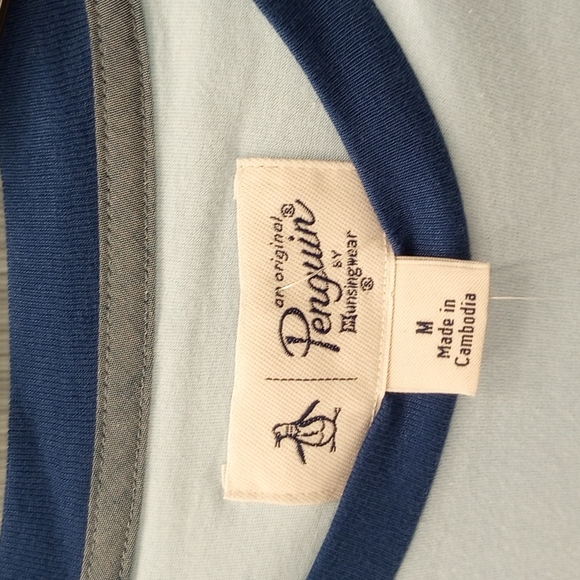 an original®
Penguin
BY
Munsingwear
®
M
Made in
Cambodia